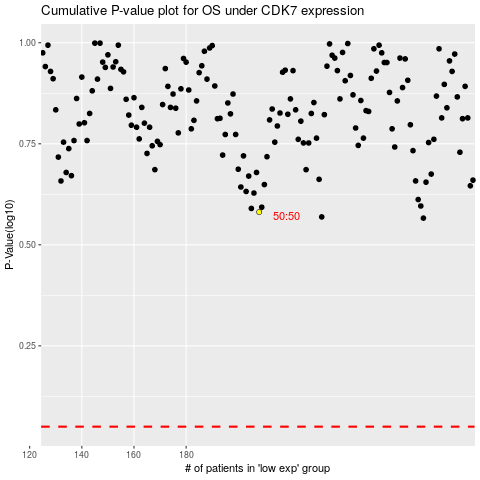 Cumulative P-value plot for OS under CDK7 expression
P-Value(log10)
1.00
0.75
0.50
0.25
50:50
120 140 160 180
# of patients in 'low exp' group